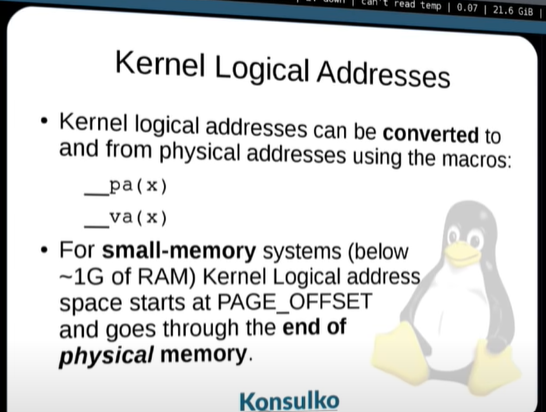 can't read temp | 0.07 | 21.6 GiB |
Kernel Logical Addresses
• Kernel logical addresses can be converted to
and from physical addresses using the macros:
__pa(x)
__va(x)
• For small-memory systems (below
~1G of RAM) Kernel Logical address
space starts at PAGE_OFFSET
and goes through the end of
physical memory.
Konsulko